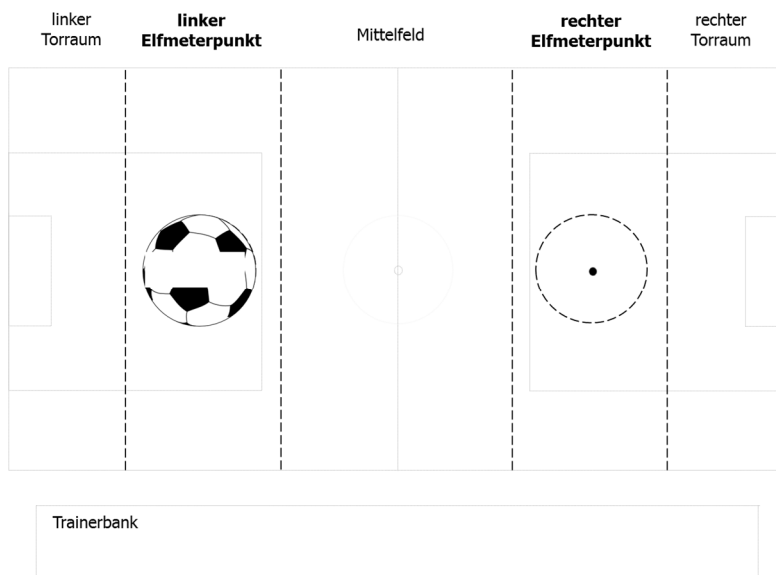 linker
Torraum
linker
Elfmeterpunkt
Mittelfeld
rechter
Elfmeterpunkt
rechter
Torraum
Trainerbank